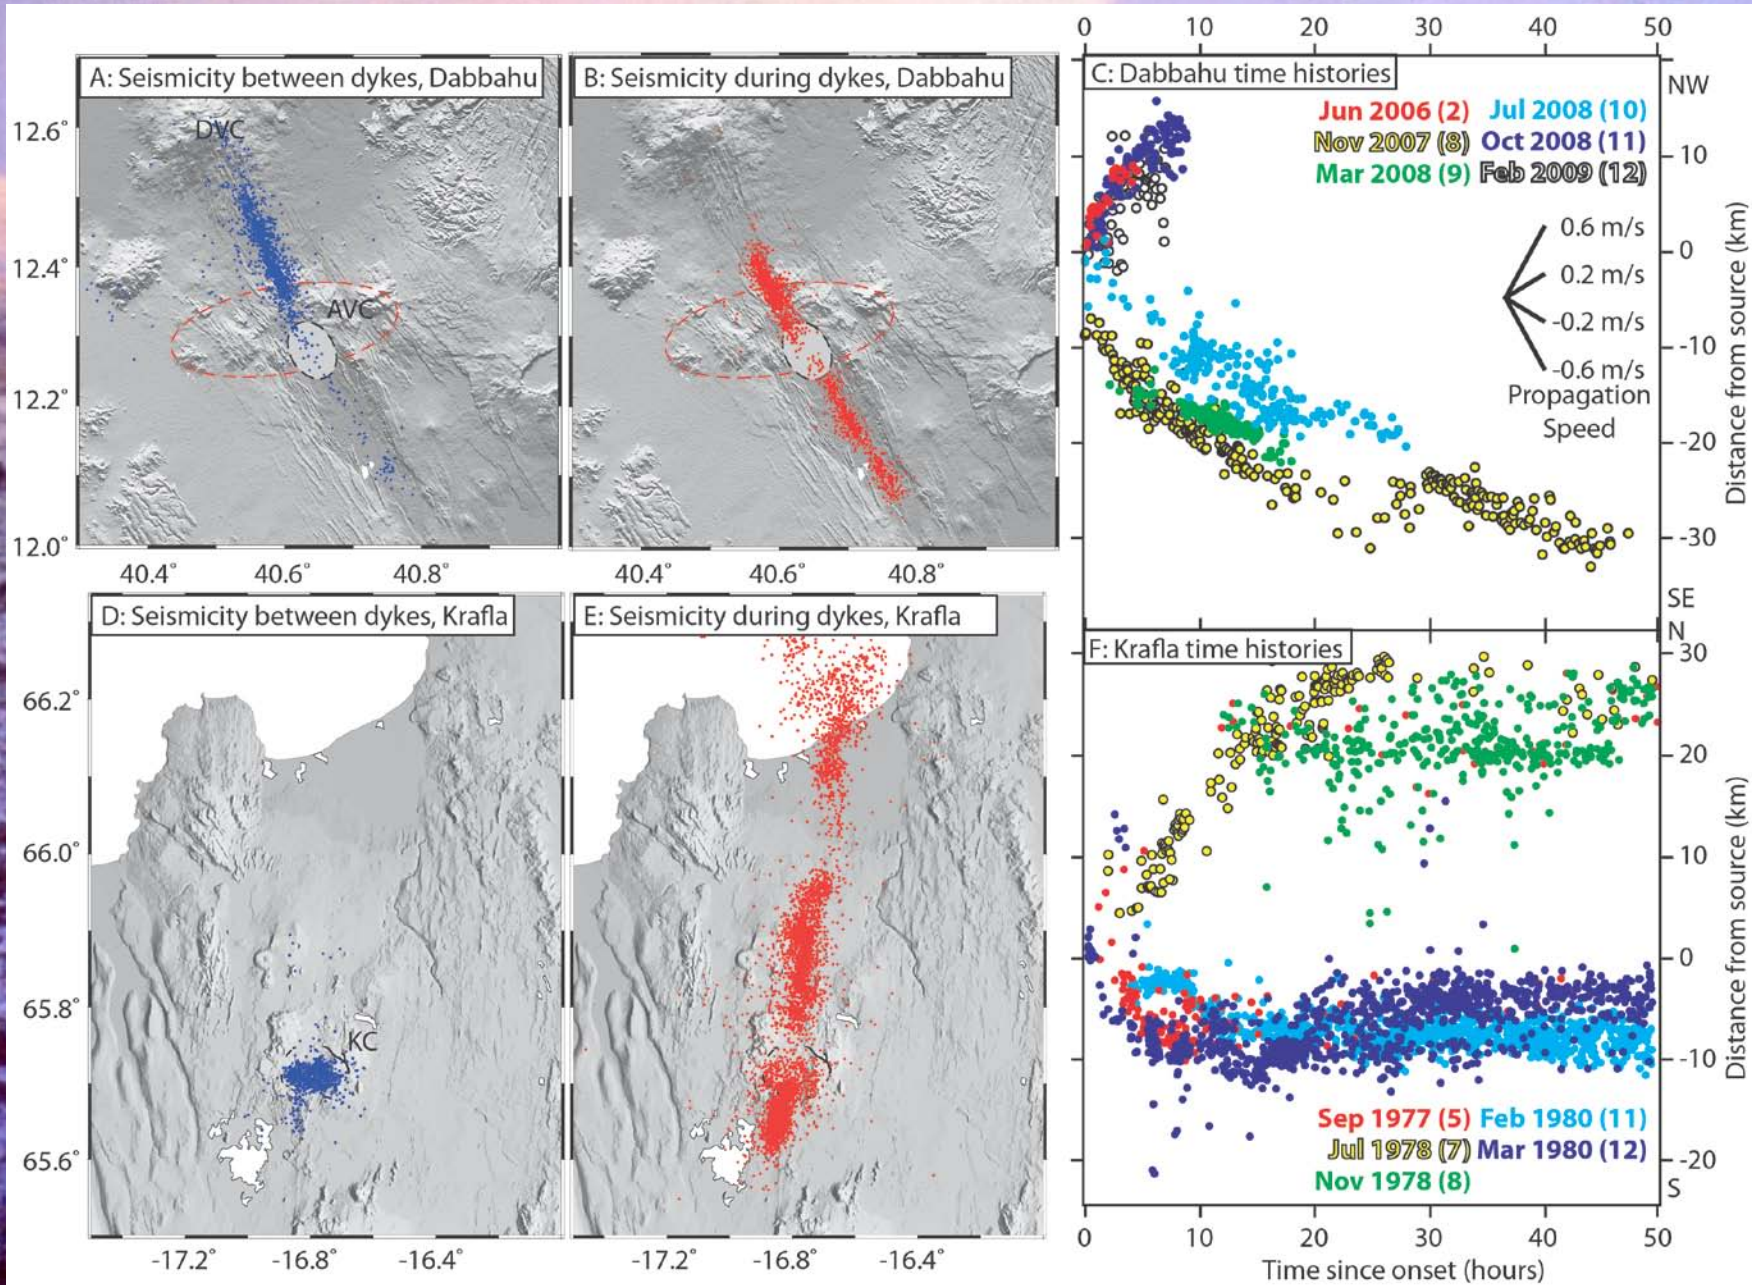 A: Seismicity between dykes, Dabbahu
DVC
AVC
12.6°
12.4°
12.2°
12.0°
40.4° 40.6° 40.8°
B: Seismicity during dykes, Dabbahu
40.4° 40.6° 40.8°
0 10 20 30 40 50
C: Dabbahu time histories
NW
Jun 2006 (2) Jul 2008 (10)
Nov 2007 (8) Oct 2008 (11)
Mar 2008 (9) Feb 2009 (12)
0.6 m/s
0.2 m/s
-0.2 m/s
-0.6 m/s
Propagation
Speed
10
0
-10
-20
-30
Distance from source (km)
SE
D: Seismicity between dykes, Krafla
KC
66.2°
66.0°
65.8°
65.6°
-17.2° -16.8° -16.4°
E: Seismicity during dykes, Krafla
-17.2° -16.8° -16.4°
N
F: Krafla time histories
30
20
10
0
-10
-20
Distance from source (km)
Sep 1977 (5) Feb 1980 (11)
Jul 1978 (7) Mar 1980 (12)
Nov 1978 (8)
S
0 10 20 30 40 50
Time since onset (hours)